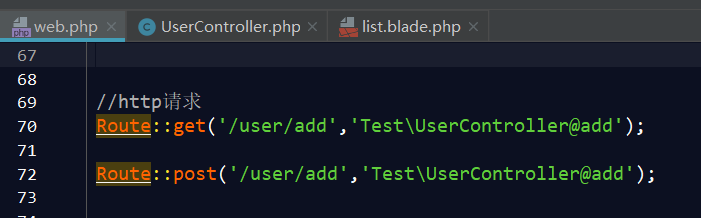 web.php
UserController.php
list.blade.php
67
68
69 //http请求
70 Route::get('/user/add','Test\UserController@add');
71
72 Route::post('/user/add','Test\UserController@add');
73